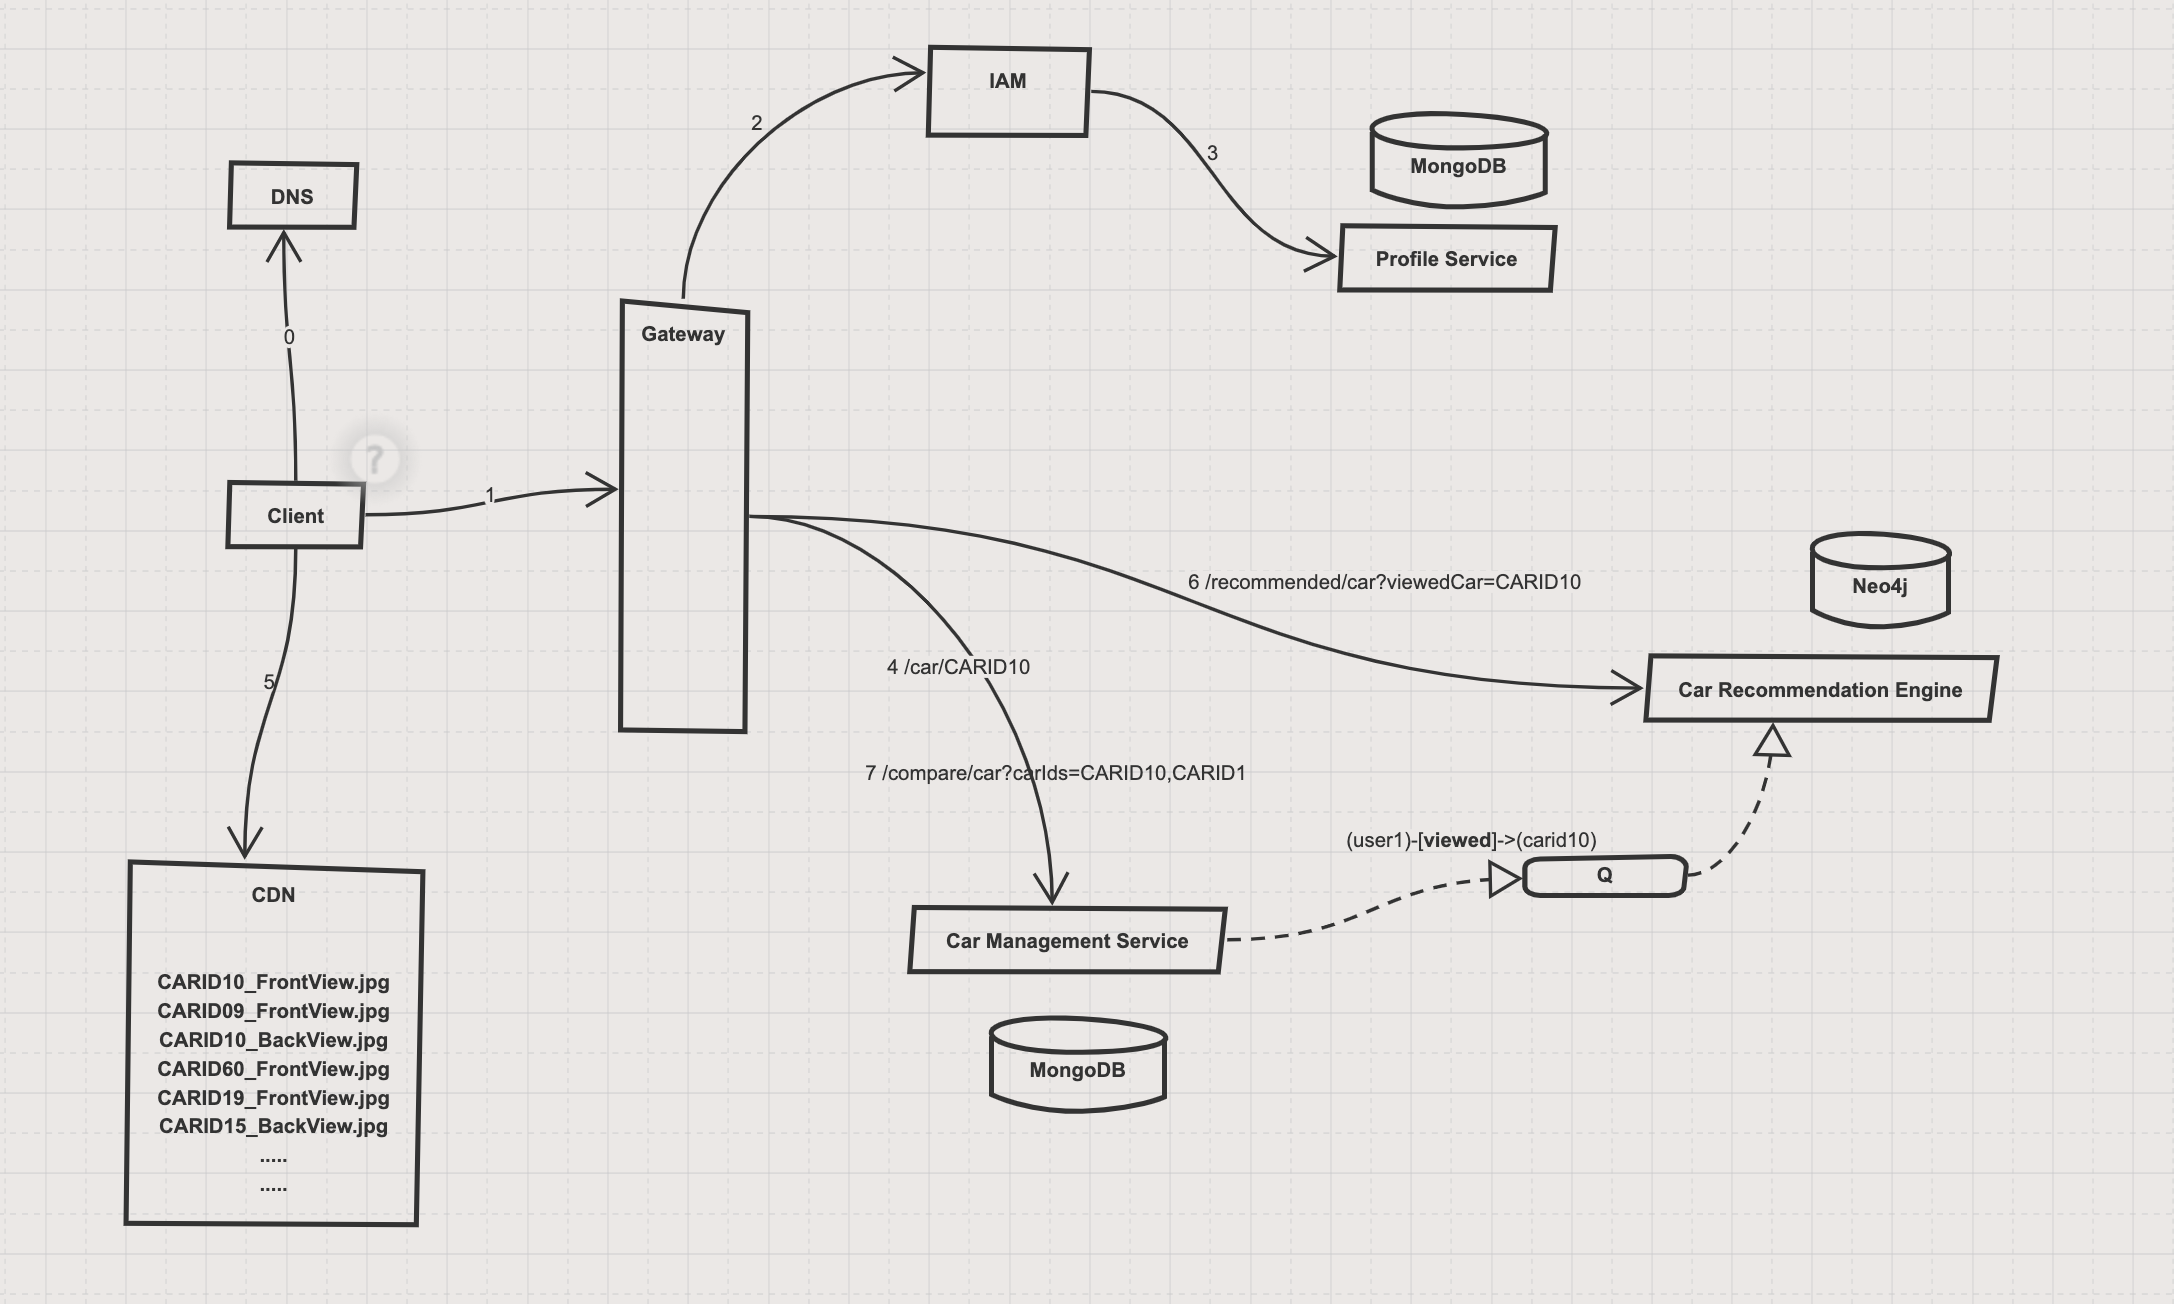 IAM
2
3
MongoDB
DNS
Profile Service
0
Gateway
?
1
Client
6 /recommended/car?viewedCar=CARID10
Neo4j
4 /car/CARID10
5
Car Recommendation Engine
7 /compare/car?carIds=CARID10,CARID1
(user1)-[viewed]->(carid10)
Q
CDN
Car Management Service
CARID10_FrontView.jpg
CARID09_FrontView.jpg
CARID10_BackView.jpg
CARID60_FrontView.jpg
CARID19_FrontView.jpg
CARID15_BackView.jpg
.....
.....
MongoDB